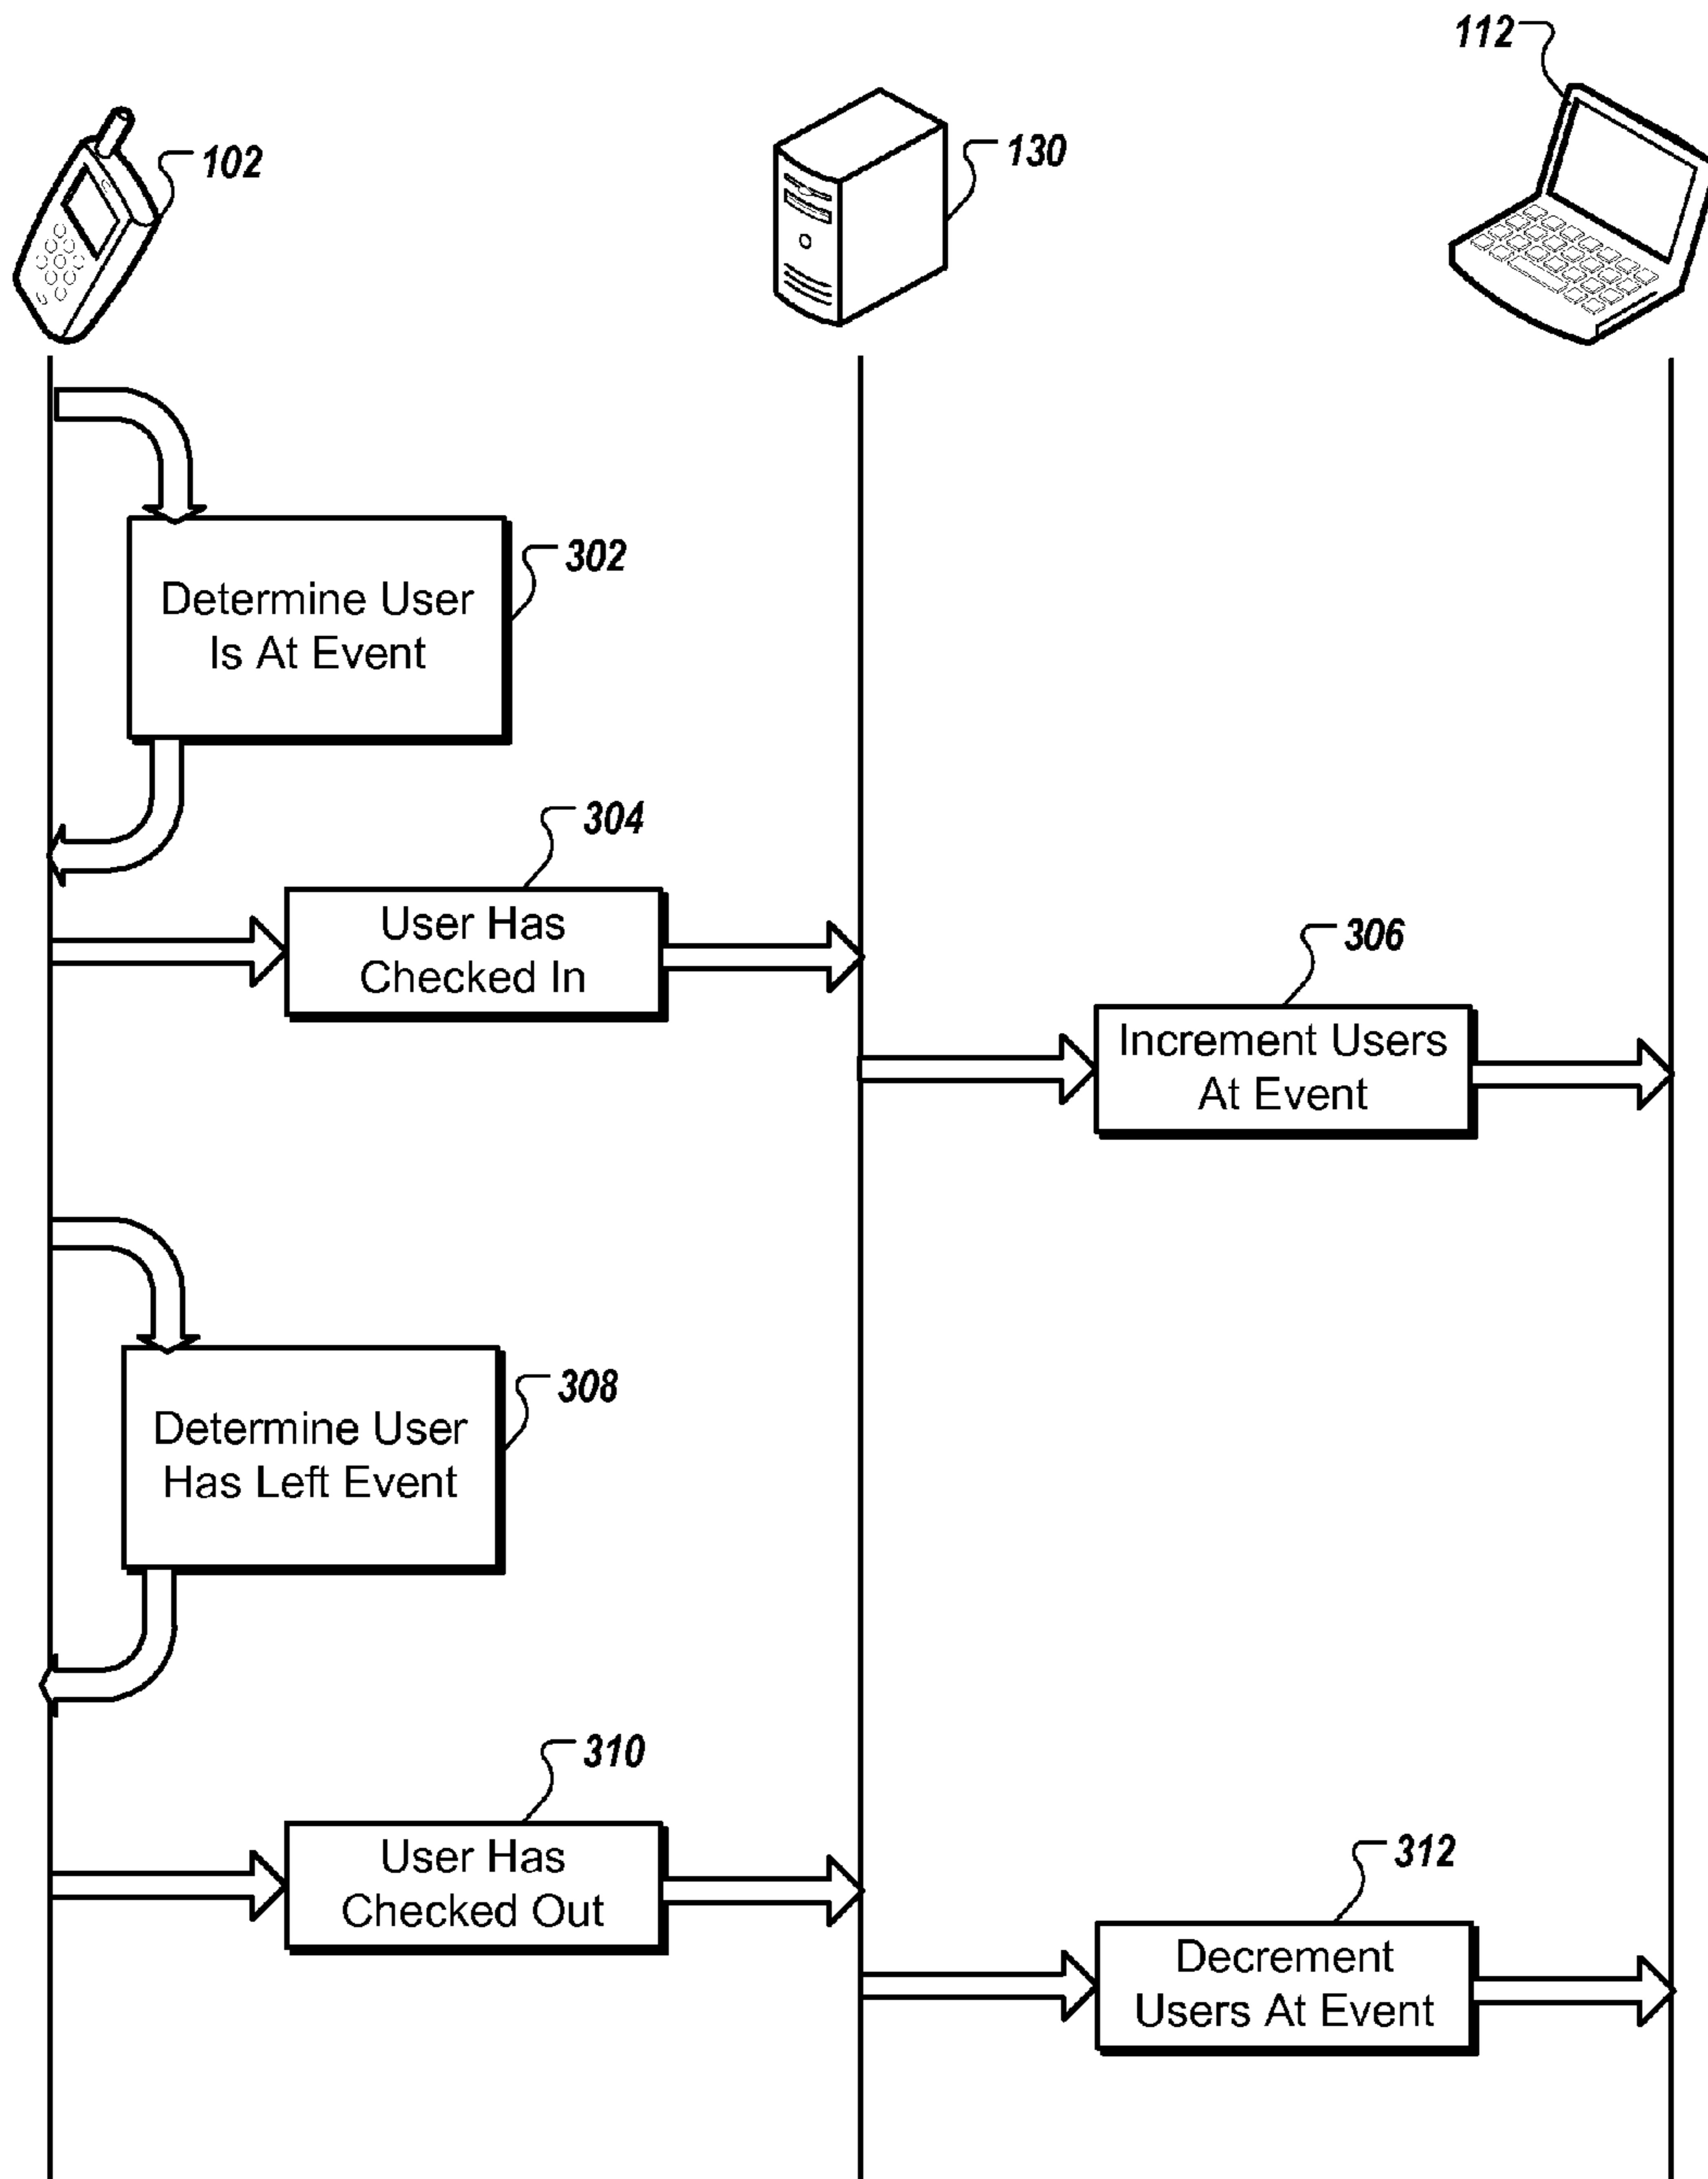 112
102
130
302
Determine User
Is At Event
304
User Has
Checked In
306
Increment Users
At Event
308
Determine User
Has Left Event
310
User Has
Checked Out
312
Decrement
Users At Event